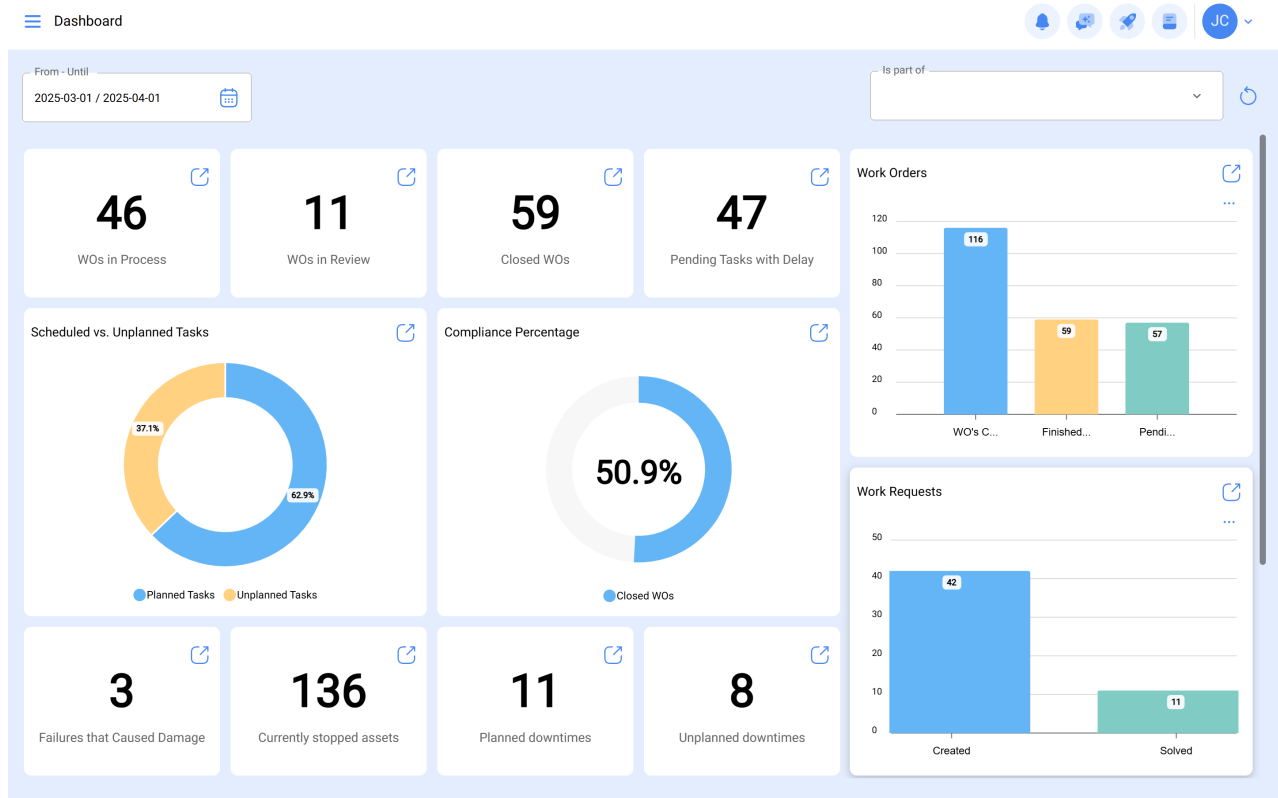 Dashboard
JC
From - Until
2025-03-01 / 2025-04-01
Is part of
46
WOs in Process
11
WOs in Review
59
Closed WOs
47
Pending Tasks with Delay
Work Orders
...
120
100
80
60
40
20
0
116
59
57
WO's C...
Finished...
Pendi...
Scheduled vs. Unplanned Tasks
37.1%
62.9%
Planned Tasks
Unplanned Tasks
Compliance Percentage
50.9%
Closed WOs
Work Requests
...
50
40
30
20
10
0
42
11
Created
Solved
3
Failures that Caused Damage
136
Currently stopped assets
11
Planned downtimes
8
Unplanned downtimes